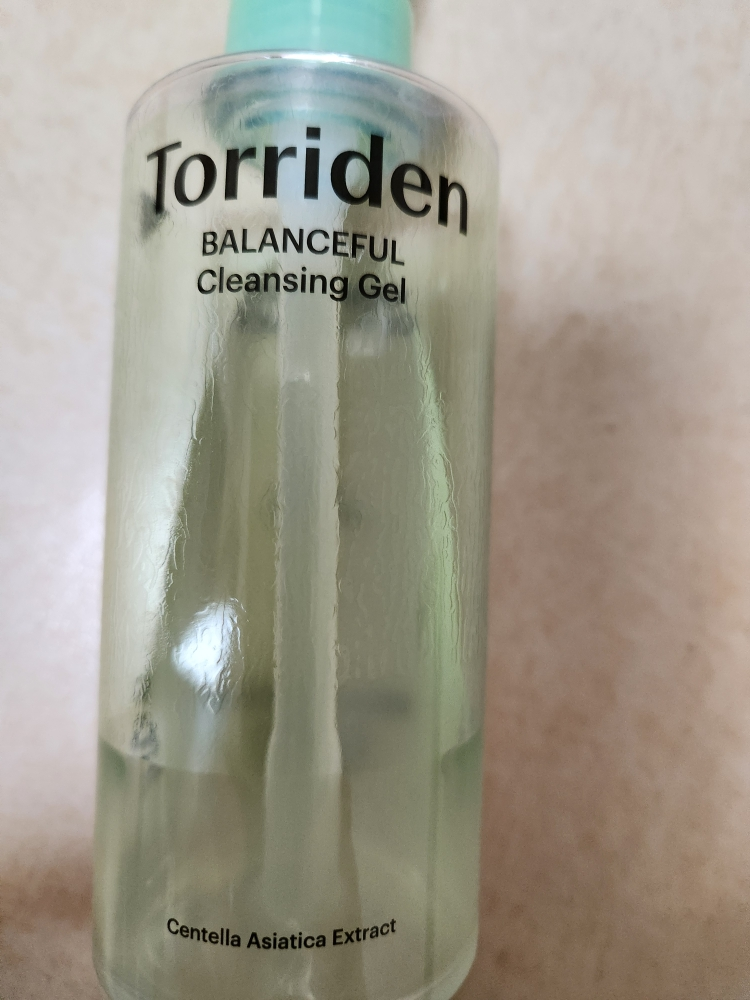 Torriden
BALANCEFUL
Cleansing Gel
Centella Asiatica Extract